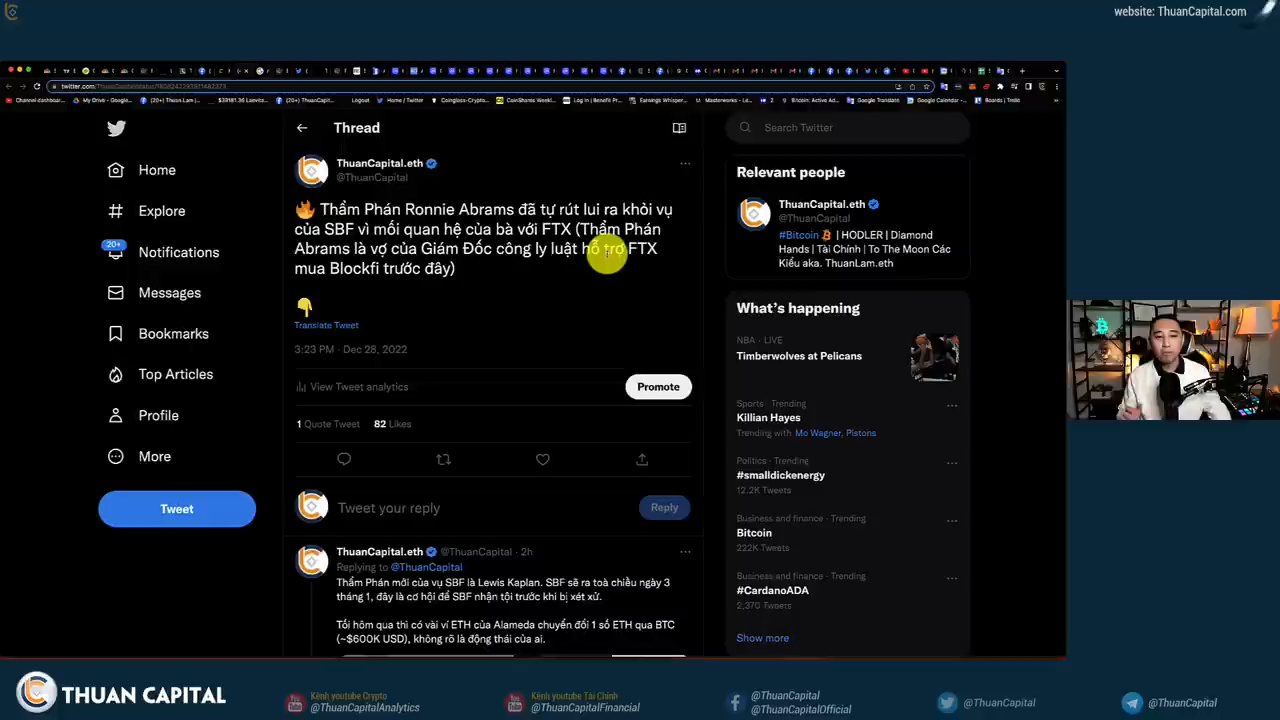 website: ThuanCapital.com
Thread
Search Twitter
Home
Explore
20+
Notifications
Messages
Bookmarks
Top Articles
Profile
More
Tweet
ThuanCapital.eth
@ThuanCapital
🔥 Thẩm Phán Ronnie Abrams đã tự rút lui ra khỏi vụ
của SBF vì mối quan hệ của bà với FTX (Thẩm Phán
Abrams là vợ của Giám Đốc công ly luật hỗ trợ FTX
mua Blockfi trước đây)
👇
Translate Tweet
3:23 PM · Dec 28, 2022
View Tweet analytics
Promote
1 Quote Tweet 82 Likes
Tweet your reply
Reply
ThuanCapital.eth @ThuanCapital · 2h
Replying to @ThuanCapital
Thẩm Phán mới của vụ SBF là Lewis Kaplan. SBF sẽ ra toà chiều ngày 3
tháng 1, đây là cơ hội để SBF nhận tội trước khi bị xét xử.
Tối hôm qua thì có vài ví ETH của Alameda chuyển đổi 1 số ETH qua BTC
(~$600K USD), không rõ là động thái của ai.
Relevant people
ThuanCapital.eth
@ThuanCapital
#Bitcoin | HODLER | Diamond
Hands | Tài Chính | To The Moon Các
Kiểu aka. ThuanLam.eth
What's happening
NBA · LIVE
Timberwolves at Pelicans
Sports · Trending
Killian Hayes
Trending with Mo Wagner, Pistons
Politics · Trending
#smalldickenergy
12.2K Tweets
Business and finance · Trending
Bitcoin
222K Tweets
Business and finance · Trending
#CardanoADA
2,370 Tweets
Show more
THUAN CAPITAL
Kênh youtube Crypto
@ThuanCapitalAnalytics
Kênh youtube Tài Chính
@ThuanCapitalFinancial
@ThuanCapital
@ThuanCapitalOfficial
@ThuanCapital
@ThuanCapital